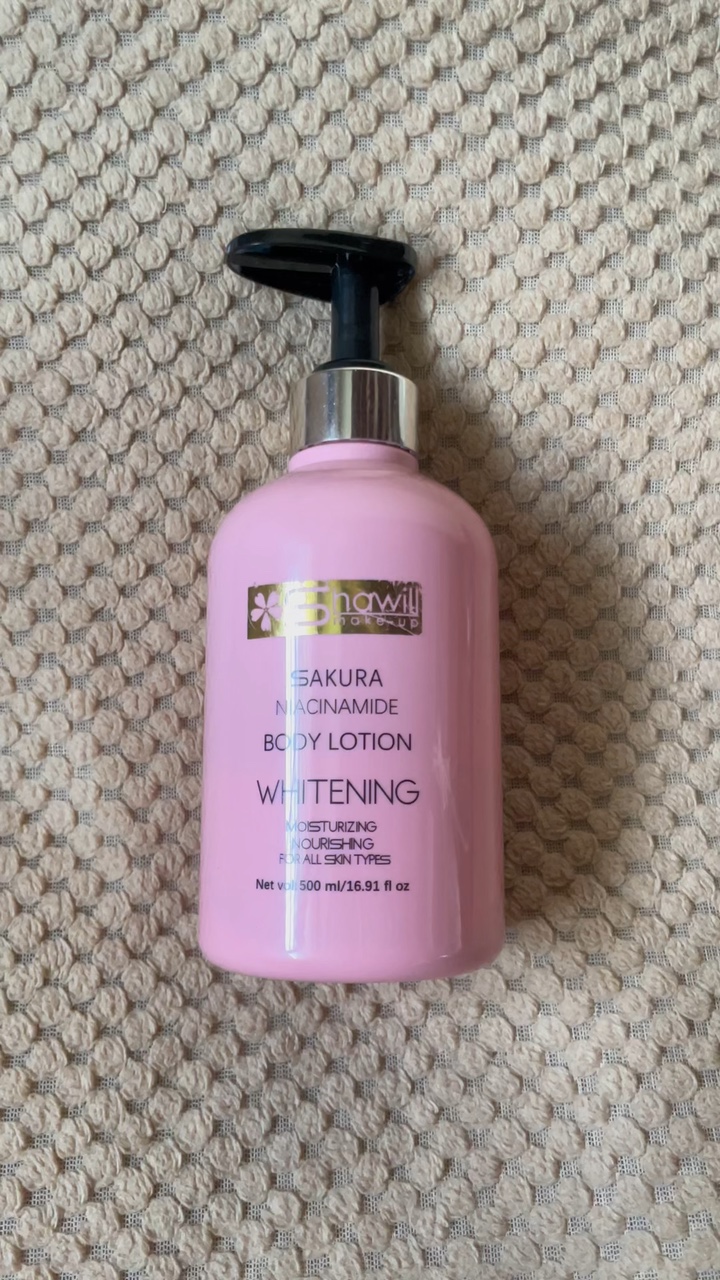 Snawill
make-up
SAKURA
NIACINAMIDE
BODY LOTION
WHITENING
MOISTURIZING
NOURISHING
FOR ALL SKIN TYPES
Net vol 500 ml/16.91 fl oz